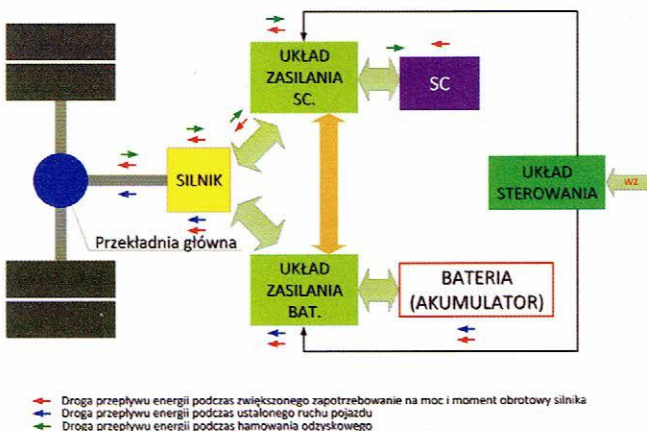 UKŁAD
ZASILANIA
SC.
SC
SILNIK
UKŁAD
STEROWANIA
WZ
Przekładnia główna
UKŁAD
ZASILANIA
BAT.
BATERIA
(AKUMULATOR)
Droga przepływu energii podczas zwiększonego zapotrzebowanie na moc i moment obrotowy silnika
Droga przepływu energii podczas ustalonego ruchu pojazdu
Droga przepływu energii podczas hamowania odzyskowego